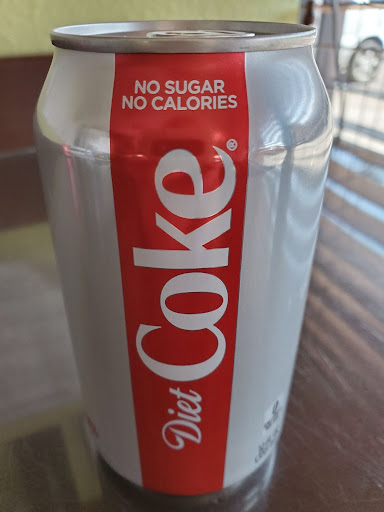 NO SUGAR
NO CALORIES
Diet Coke®